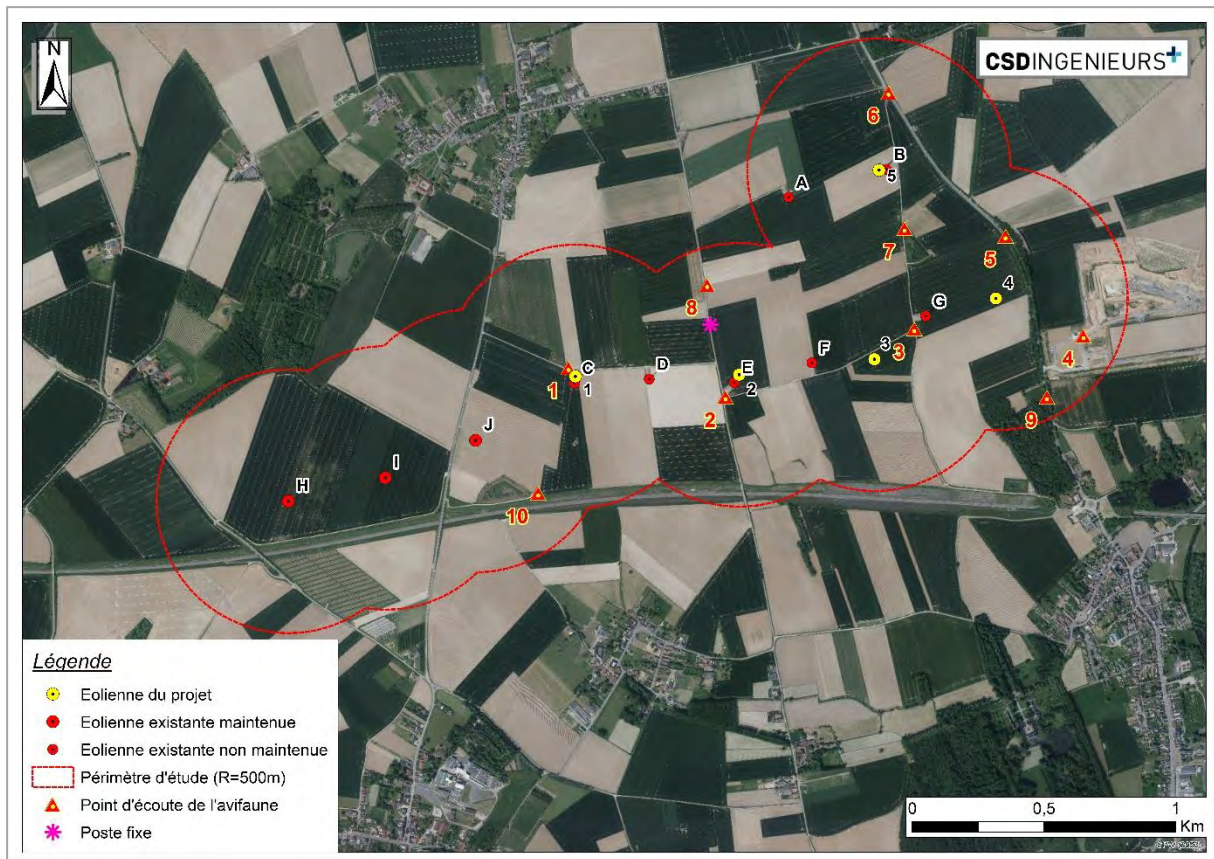 N
CSDINGENIEURS+
6
B
5
A
7
5
4
8
G
3
3
4
F
C
1
1
D
E
2
2
9
J
I
H
10
Légende
Eolienne du projet
Eolienne existante maintenue
Eolienne existante non maintenue
Périmètre d'étude (R=500m)
Point d'écoute de l'avifaune
Poste fixe
0 0,5 1
Km